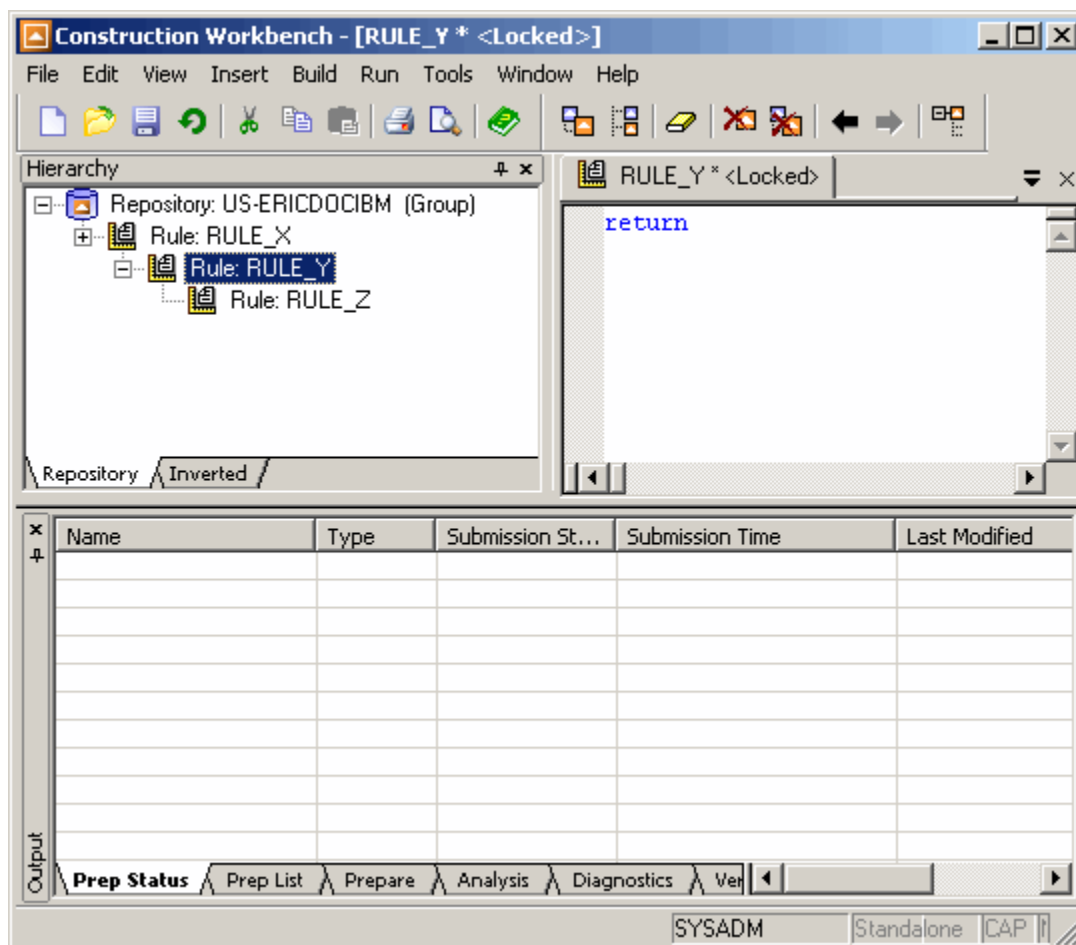 Construction Workbench - [RULE_Y * <Locked>]
File Edit View Insert Build Run Tools Window Help
Hierarchy
RULE_Y * <Locked>
Repository: US-ERICDOCIBM (Group)
Rule: RULE_X
Rule: RULE_Y
Rule: RULE_Z
return
Repository Inverted
Name Type Submission St... Submission Time Last Modified
Output
Prep Status Prep List Prepare Analysis Diagnostics Ver
SYSADM Standalone CAP